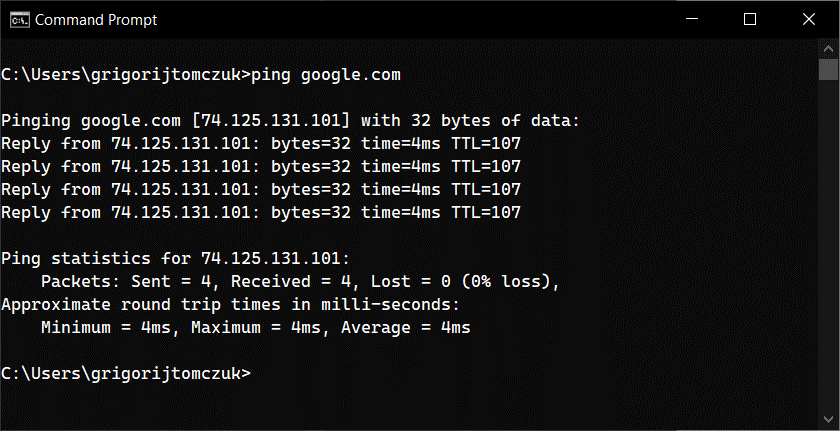 Command Prompt
C:\Users\grigorijtomczuk>ping google.com
Pinging google.com [74.125.131.101] with 32 bytes of data:
Reply from 74.125.131.101: bytes=32 time=4ms TTL=107
Reply from 74.125.131.101: bytes=32 time=4ms TTL=107
Reply from 74.125.131.101: bytes=32 time=4ms TTL=107
Reply from 74.125.131.101: bytes=32 time=4ms TTL=107
Ping statistics for 74.125.131.101:
    Packets: Sent = 4, Received = 4, Lost = 0 (0% loss),
Approximate round trip times in milli-seconds:
    Minimum = 4ms, Maximum = 4ms, Average = 4ms
C:\Users\grigorijtomczuk>